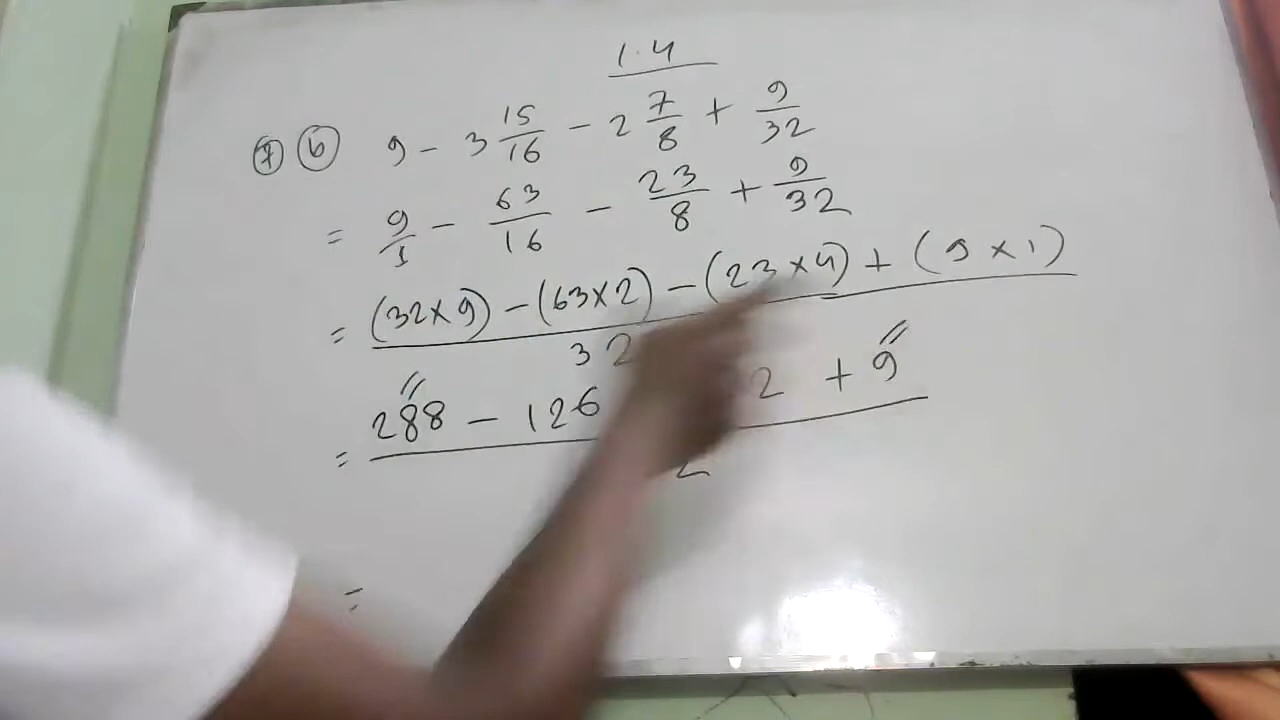 1.4
7 b 9 - 3 15/16 - 2 7/8 + 9/32
= 9/1 - 63/16 - 23/8 + 9/32
= (32×9) - (63×2) - (23×4) + (9×1)
32
= 288 - 126 2 + 9
2
=